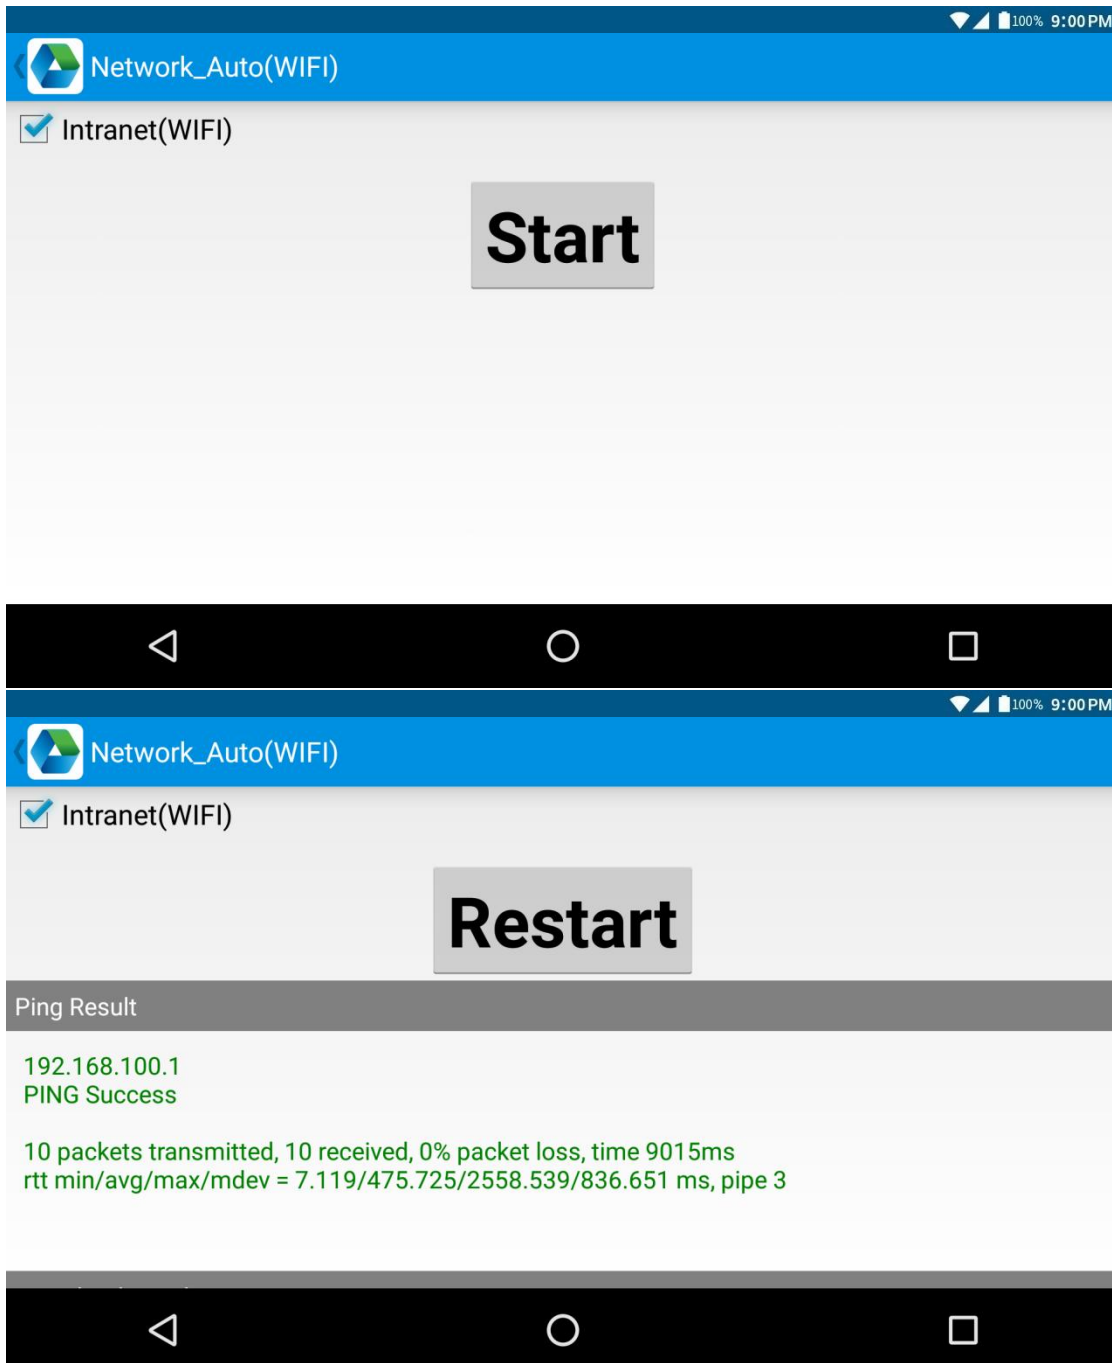 100% 9:00 PM
Network_Auto(WIFI)
Intranet(WIFI)
Start
100% 9:00 PM
Network_Auto(WIFI)
Intranet(WIFI)
Restart
Ping Result
192.168.100.1
PING Success
10 packets transmitted, 10 received, 0% packet loss, time 9015ms
rtt min/avg/max/mdev = 7.119/475.725/2558.539/836.651 ms, pipe 3